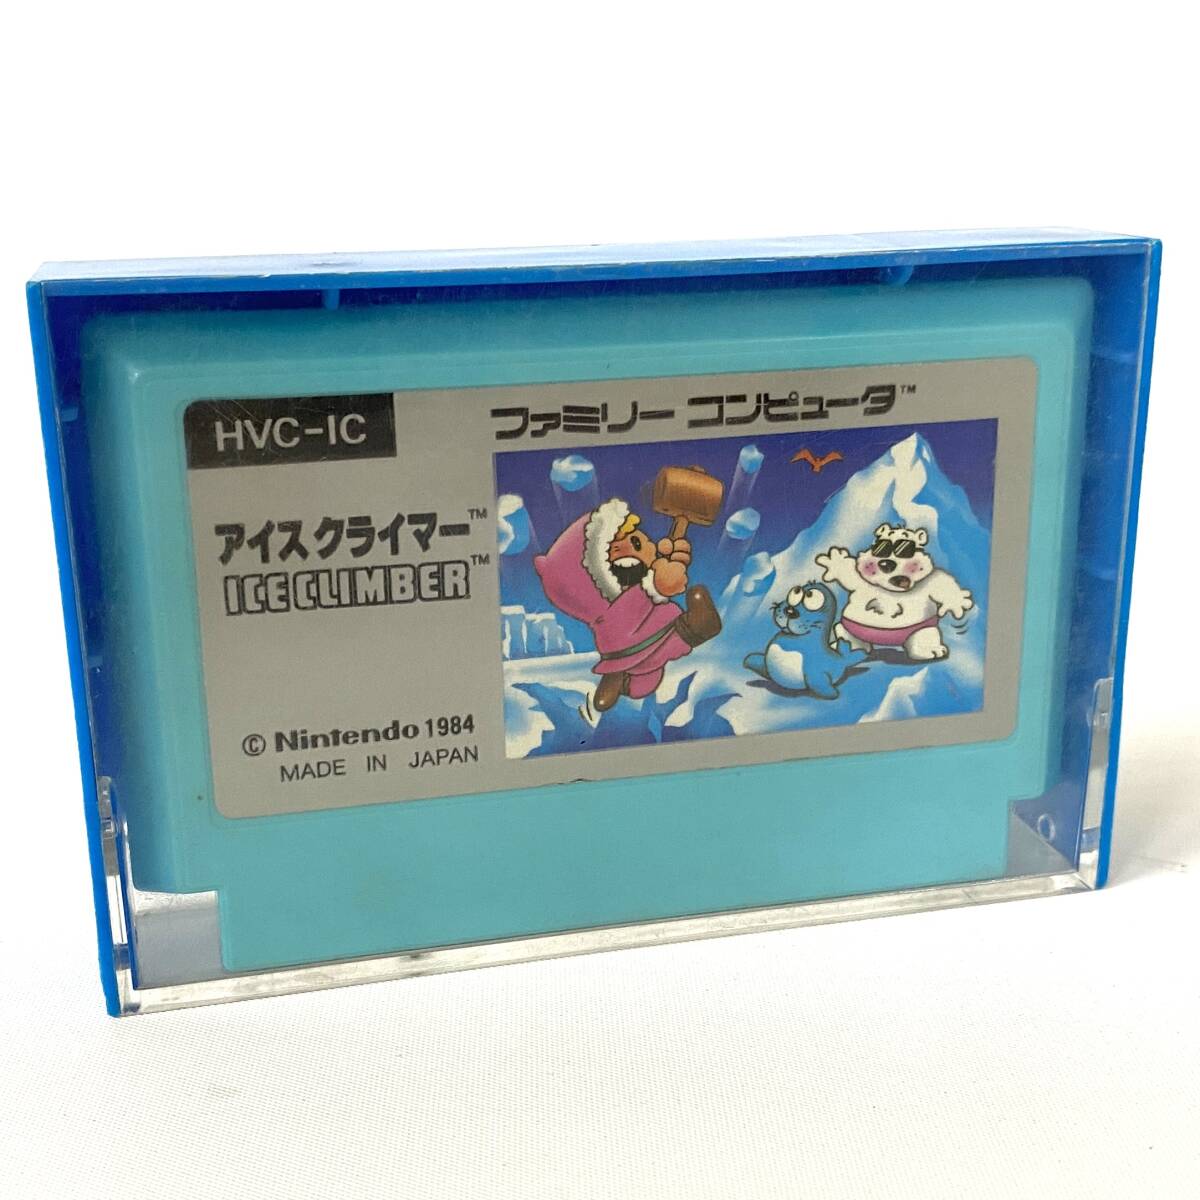 HVC-IC
ファミリー コンピュータ™
アイスクライマー™
ICE CLIMBER™
© Nintendo 1984
MADE IN JAPAN